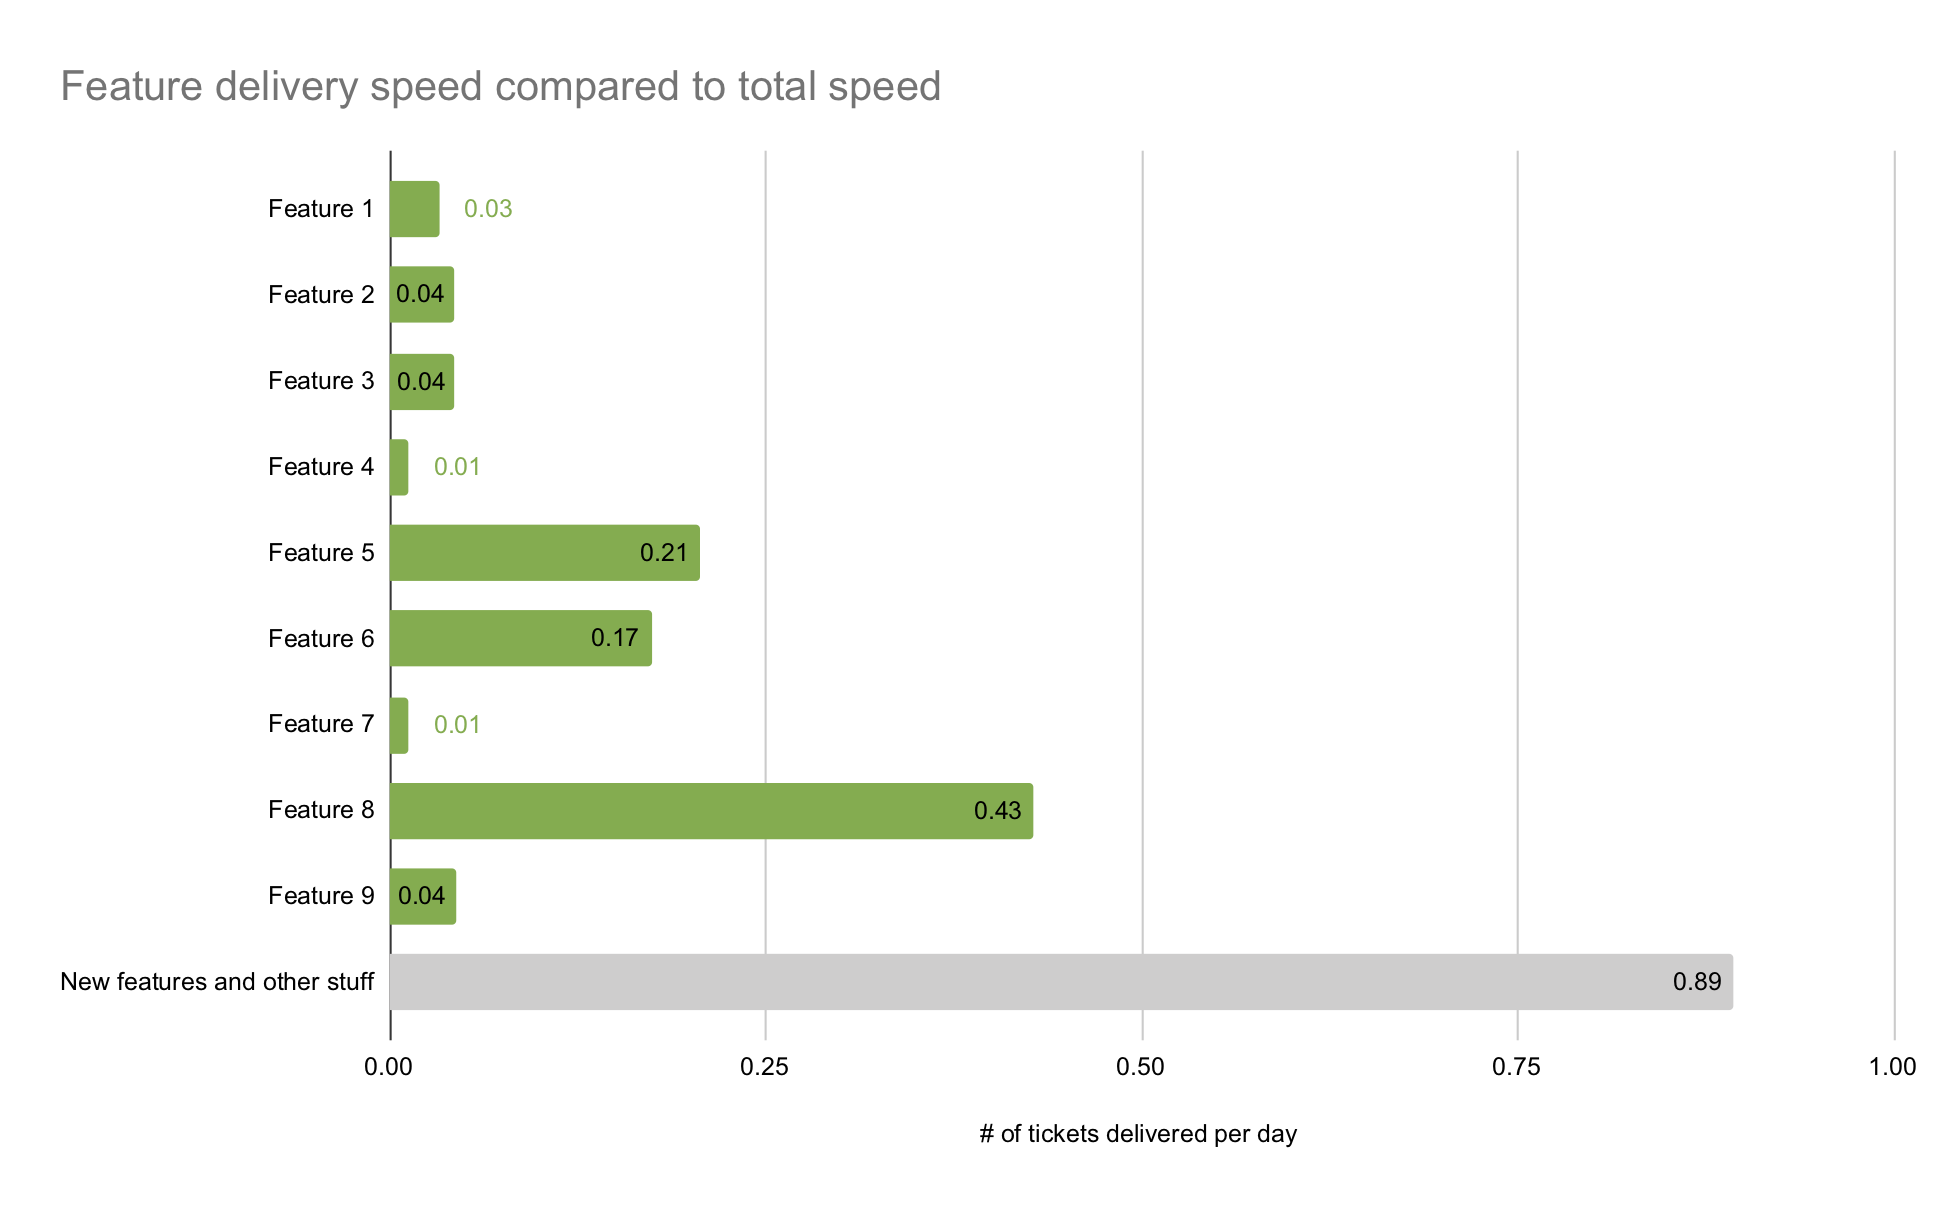 Feature delivery speed compared to total speed
Feature 1 0.03
Feature 2 0.04
Feature 3 0.04
Feature 4 0.01
Feature 5 0.21
Feature 6 0.17
Feature 7 0.01
Feature 8 0.43
Feature 9 0.04
New features and other stuff 0.89
0.00 0.25 0.50 0.75 1.00
# of tickets delivered per day